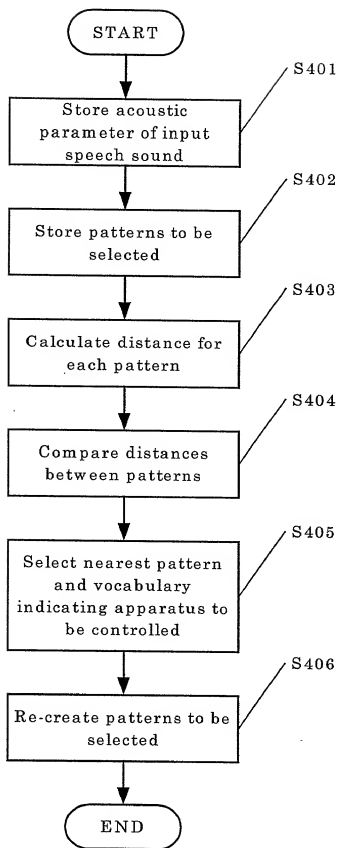 START
S401
Store acoustic
parameter of input
speech sound
S402
Store patterns to be
selected
S403
Calculate distance for
each pattern
S404
Compare distances
between patterns
S405
Select nearest pattern
and vocabulary
indicating apparatus to
be controlled
S406
Re-create patterns to be
selected
END